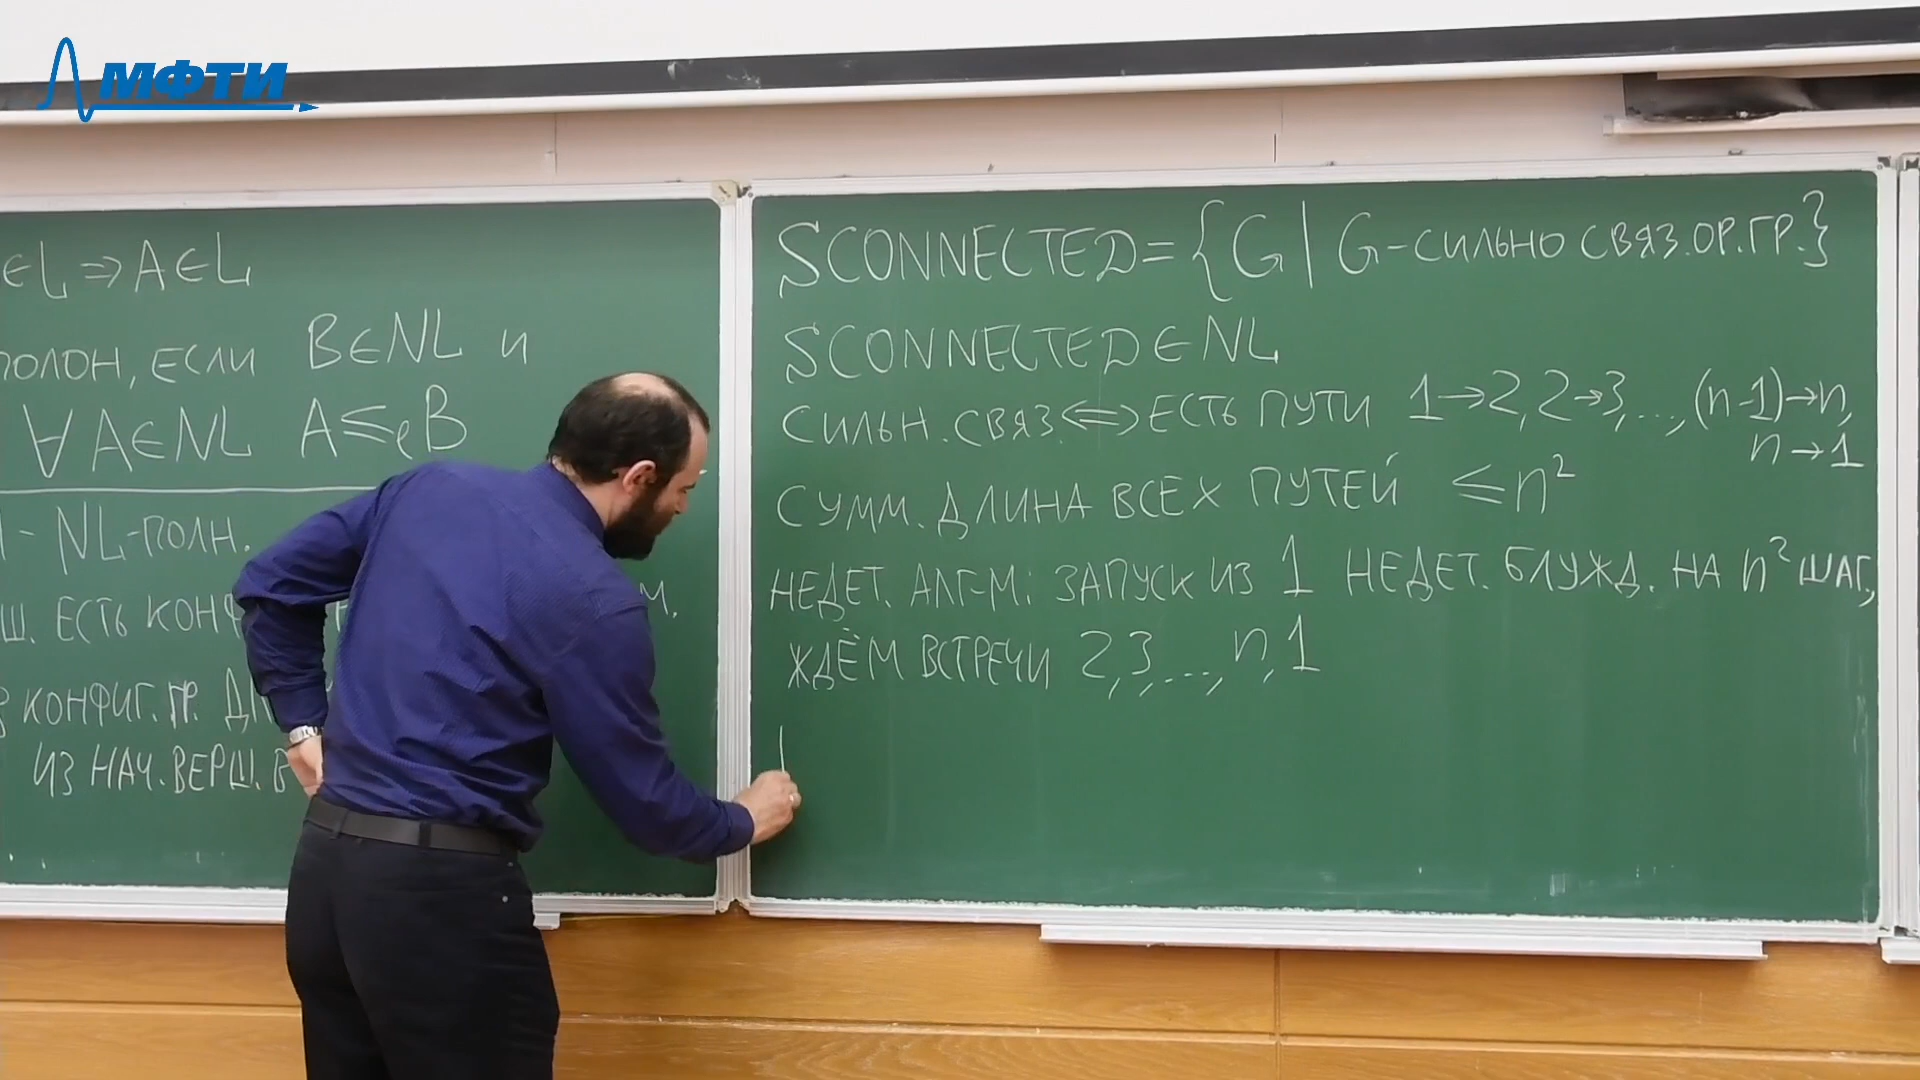 МФТИ
∈L ⇒ A∈L
ПОЛОН, ЕСЛИ B∈NL И
∀A∈NL A≤ℓB
- NL-ПОЛН.
Ш. ЕСТЬ КОНФ М.
КОНФИГ. ГР.
ИЗ НАЧ. ВЕРШ. В
SCONNECTED={G | G-СИЛЬНО СВЯЗ.ОР.ГР.}
SCONNECTED∈NL
СИЛЬН. СВЯЗ.⇔ЕСТЬ ПУТИ 1→2, 2→3, ..., (n-1)→n,
n→1
СУММ. ДЛИНА ВСЕХ ПУТЕЙ ≤n²
НЕДЕТ. АЛГ-М: ЗАПУСК ИЗ 1 НЕДЕТ. БЛУЖД. НА n² ШАГ.,
ЖДЁМ ВСТРЕЧИ 2,3,...,n,1